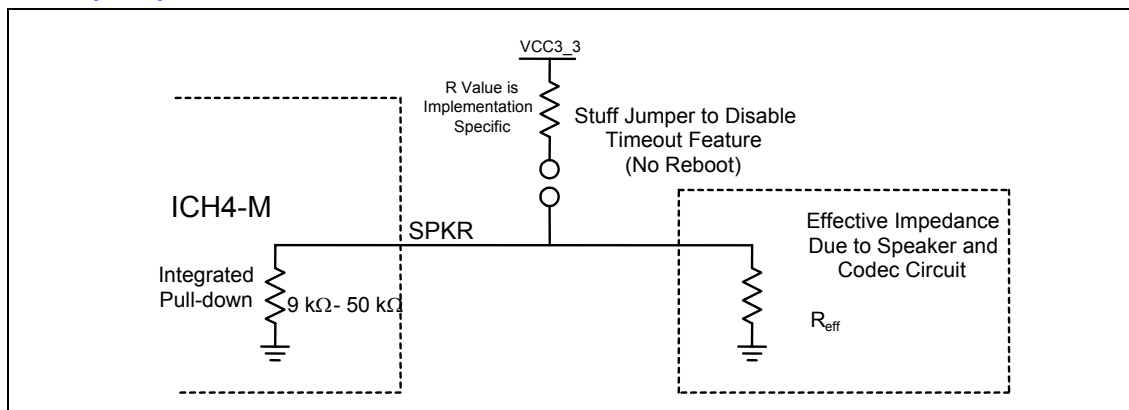 VCC3_3
R Value is
Implementation
Specific
Stuff Jumper to Disable
Timeout Feature
(No Reboot)
ICH4-M
SPKR
Effective Impedance
Due to Speaker and
Codec Circuit
Integrated
Pull-down
9 kΩ - 50 kΩ
Reff